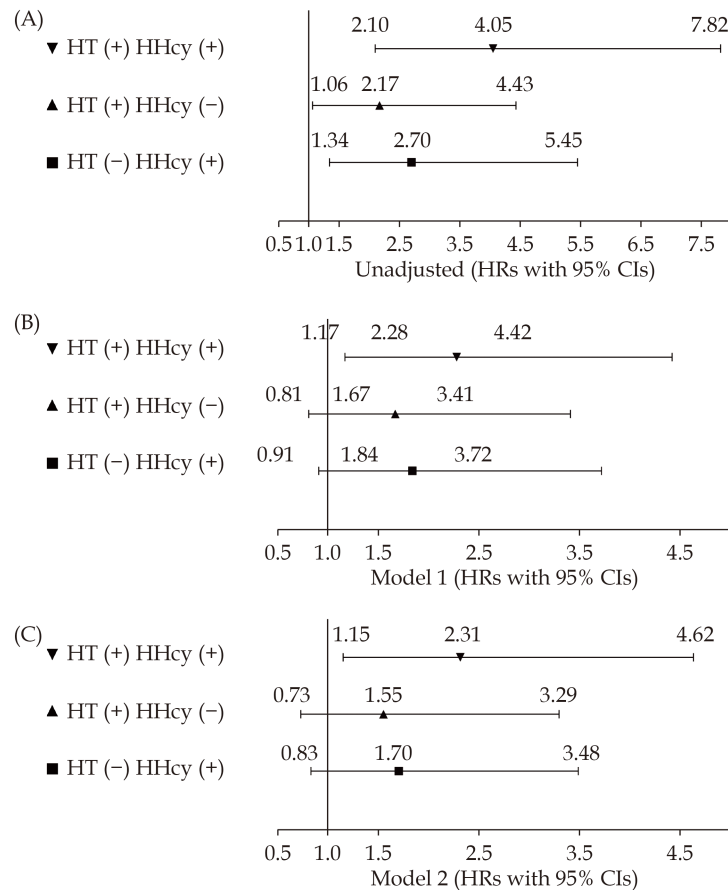 (A)
2.10 4.05 7.82
HT (+) HHcy (+)
1.06 2.17 4.43
HT (+) HHcy (−)
1.34 2.70 5.45
HT (−) HHcy (+)
0.5 1.0 1.5 2.5 3.5 4.5 5.5 6.5 7.5
Unadjusted (HRs with 95% CIs)
(B)
1.17 2.28 4.42
HT (+) HHcy (+)
0.81 1.67 3.41
HT (+) HHcy (−)
0.91 1.84 3.72
HT (−) HHcy (+)
0.5 1.0 1.5 2.5 3.5 4.5
Model 1 (HRs with 95% CIs)
(C)
1.15 2.31 4.62
HT (+) HHcy (+)
0.73 1.55 3.29
HT (+) HHcy (−)
0.83 1.70 3.48
HT (−) HHcy (+)
0.5 1.0 1.5 2.5 3.5 4.5
Model 2 (HRs with 95% CIs)